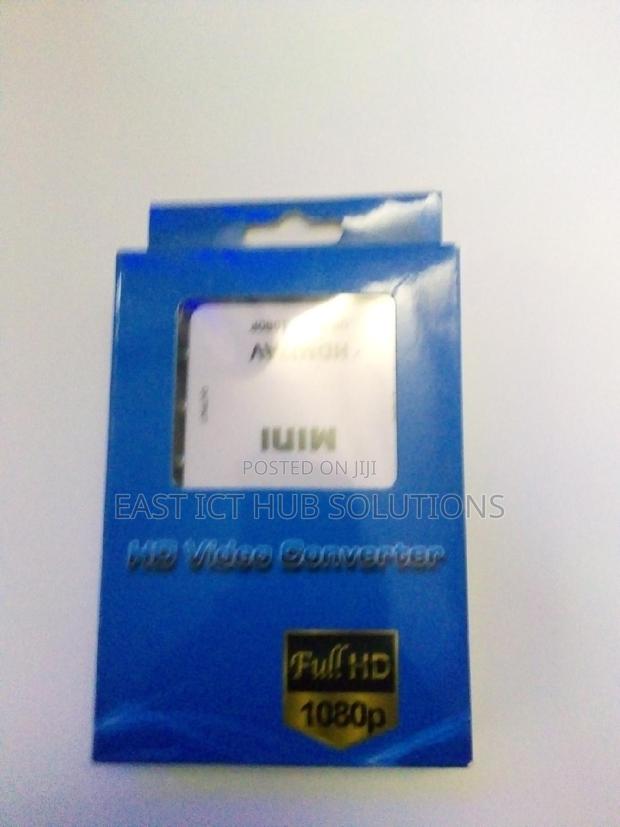 MINI
POSTED ON JIJI
EAST ICT HUB SOLUTIONS
HD Video Converter
Full HD
1080p